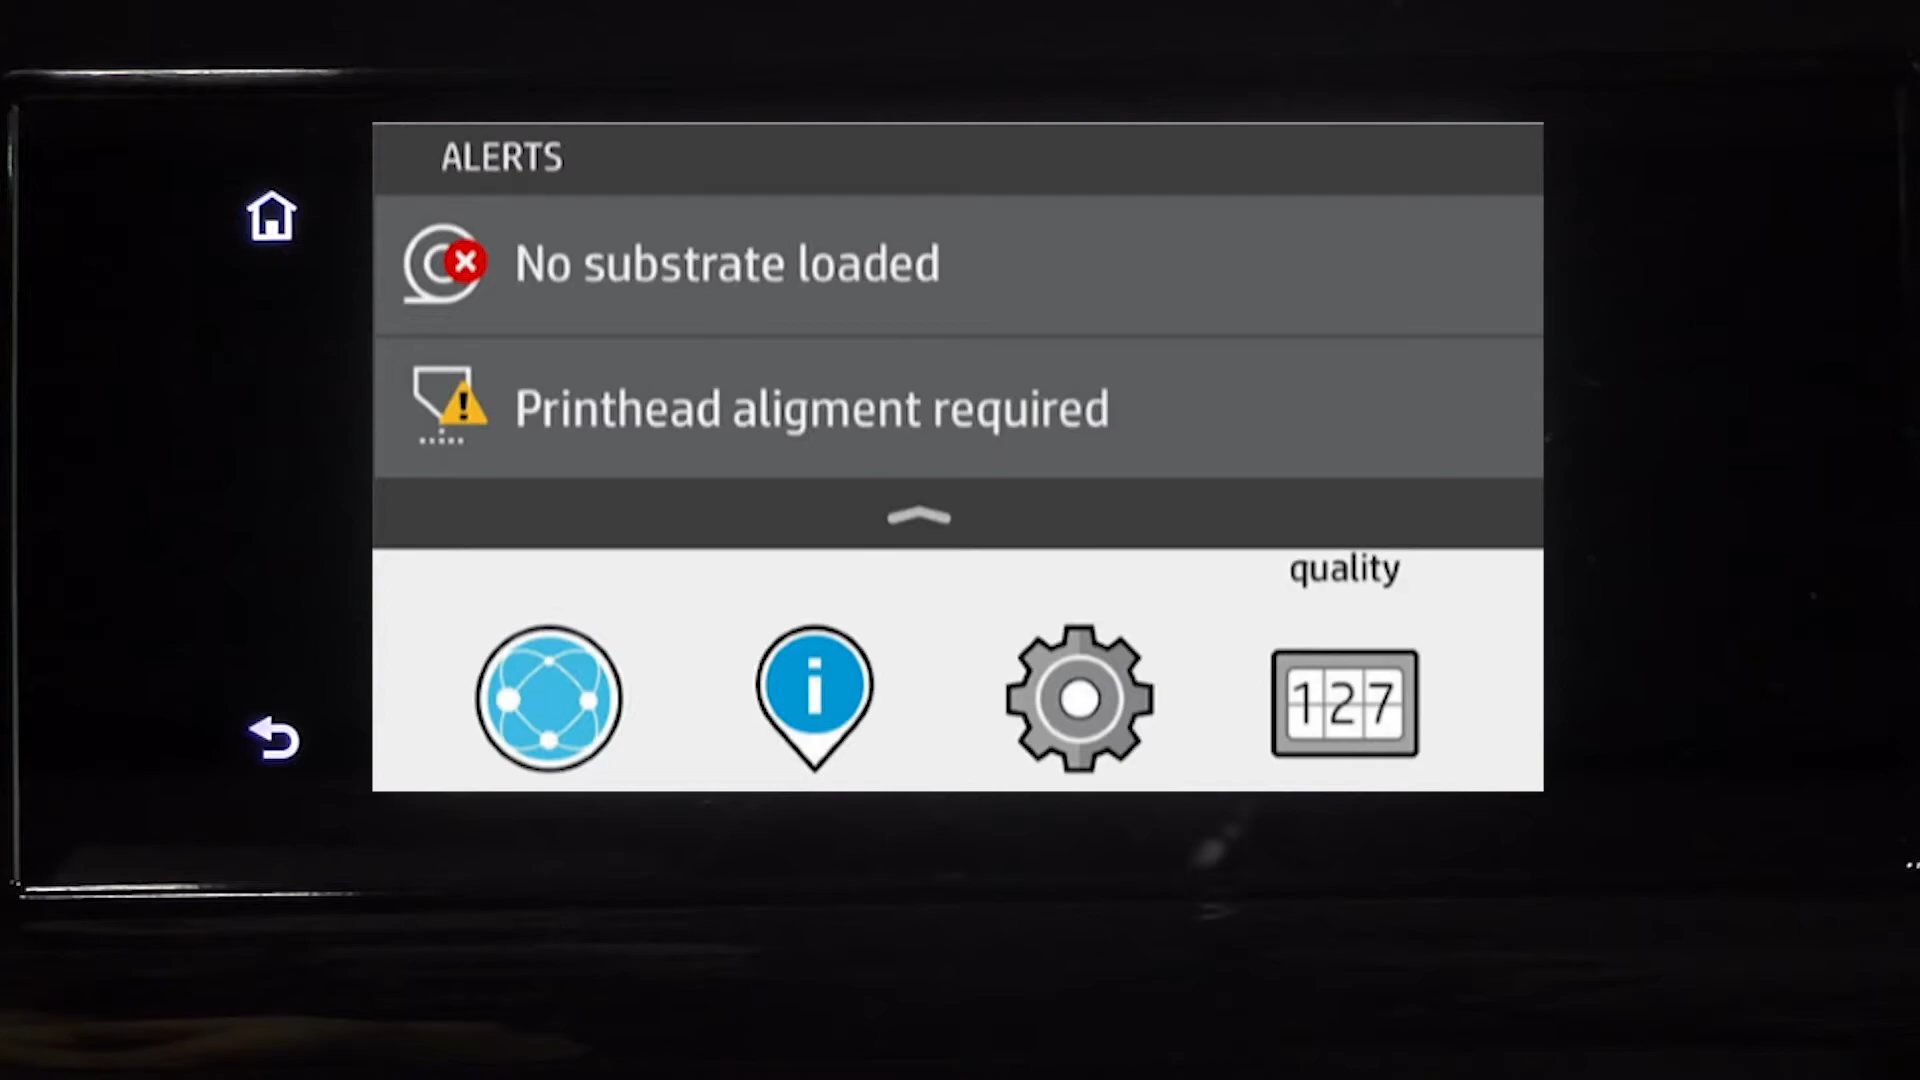 ALERTS
No substrate loaded
Printhead aligment required
quality
i
127